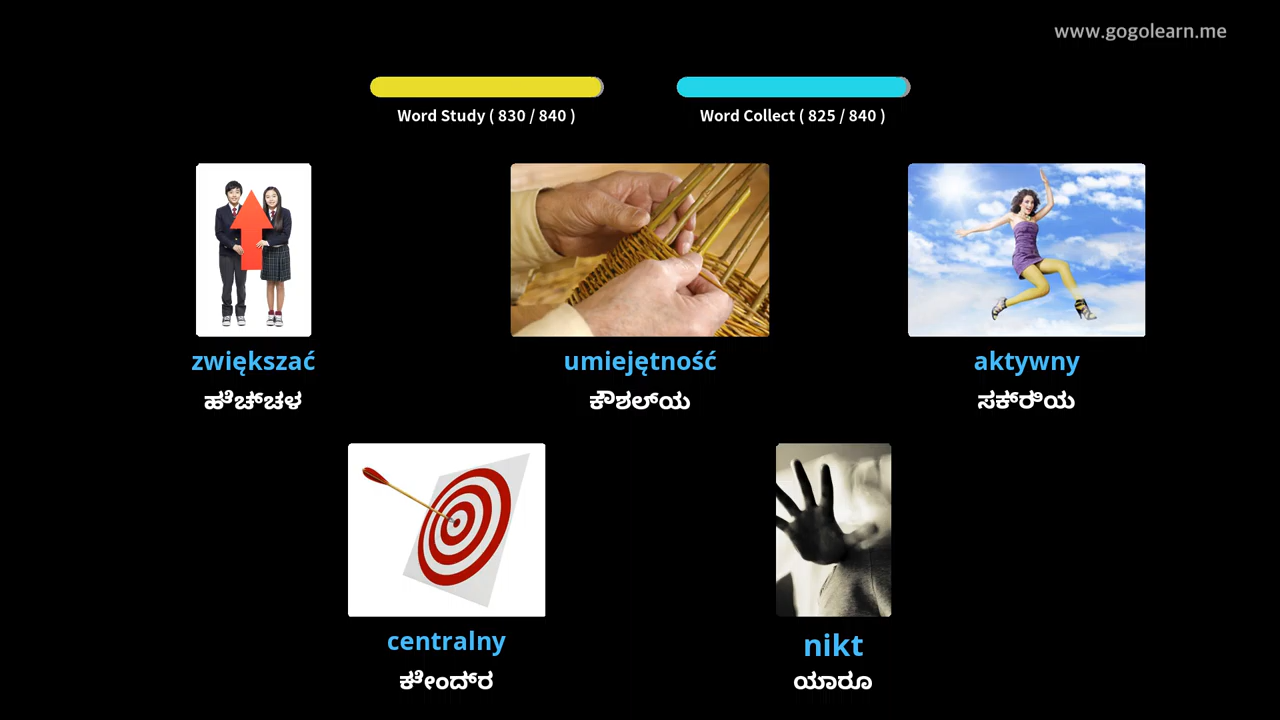 www.gogolearn.me
Word Study ( 830 / 840 )
Word Collect ( 825 / 840 )
zwiększać
ಹೆಚ್ಚಳ
umiejętność
ಕೌಶಲ್ಯ
aktywny
ಸಕ್ರಿಯ
centralny
ಕೇಂದ್ರ
nikt
ಯಾರೂ